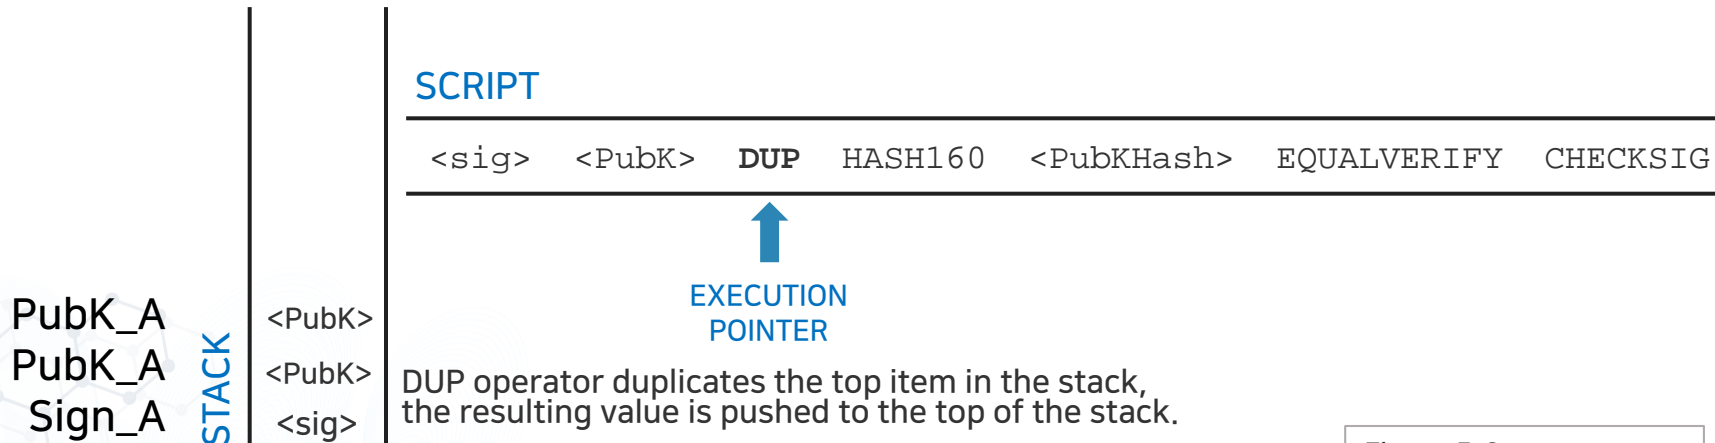 SCRIPT
<sig> <PubK> DUP HASH160 <PubKHash> EQUALVERIFY CHECKSIG
EXECUTION
POINTER
PubK_A
PubK_A
Sign_A
STACK
<PubK>
<PubK>
<sig>
DUP operator duplicates the top item in the stack,
the resulting value is pushed to the top of the stack.